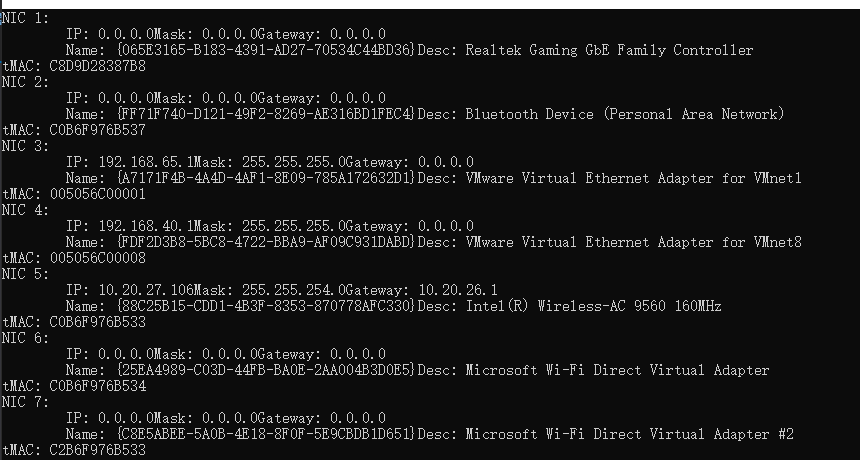 NIC 1:
IP: 0.0.0.0Mask: 0.0.0.0Gateway: 0.0.0.0
Name: {065E3165-B183-4391-AD27-70534C44BD36}Desc: Realtek Gaming GbE Family Controller
tMAC: C8D9D28387B8
NIC 2:
IP: 0.0.0.0Mask: 0.0.0.0Gateway: 0.0.0.0
Name: {FF71F740-D121-49F2-8269-AE316BD1FEC4}Desc: Bluetooth Device (Personal Area Network)
tMAC: C0B6F976B537
NIC 3:
IP: 192.168.65.1Mask: 255.255.255.0Gateway: 0.0.0.0
Name: {A7171F4B-4A4D-4AF1-8E09-785A172632D1}Desc: VMware Virtual Ethernet Adapter for VMnet1
tMAC: 005056C00001
NIC 4:
IP: 192.168.40.1Mask: 255.255.255.0Gateway: 0.0.0.0
Name: {FDF2D3B8-5BC8-4722-BBA9-AF09C931DABD}Desc: VMware Virtual Ethernet Adapter for VMnet8
tMAC: 005056C00008
NIC 5:
IP: 10.20.27.106Mask: 255.255.254.0Gateway: 10.20.26.1
Name: {88C25B15-CDD1-4B3F-8353-870778AFC330}Desc: Intel(R) Wireless-AC 9560 160MHz
tMAC: C0B6F976B533
NIC 6:
IP: 0.0.0.0Mask: 0.0.0.0Gateway: 0.0.0.0
Name: {25EA4989-C03D-44FB-BA0E-2AA004B3D0E5}Desc: Microsoft Wi-Fi Direct Virtual Adapter
tMAC: C0B6F976B534
NIC 7:
IP: 0.0.0.0Mask: 0.0.0.0Gateway: 0.0.0.0
Name: {C8E5ABEE-5A0B-4E18-8F0F-5E9CBDB1D651}Desc: Microsoft Wi-Fi Direct Virtual Adapter #2
tMAC: C2B6F976B533